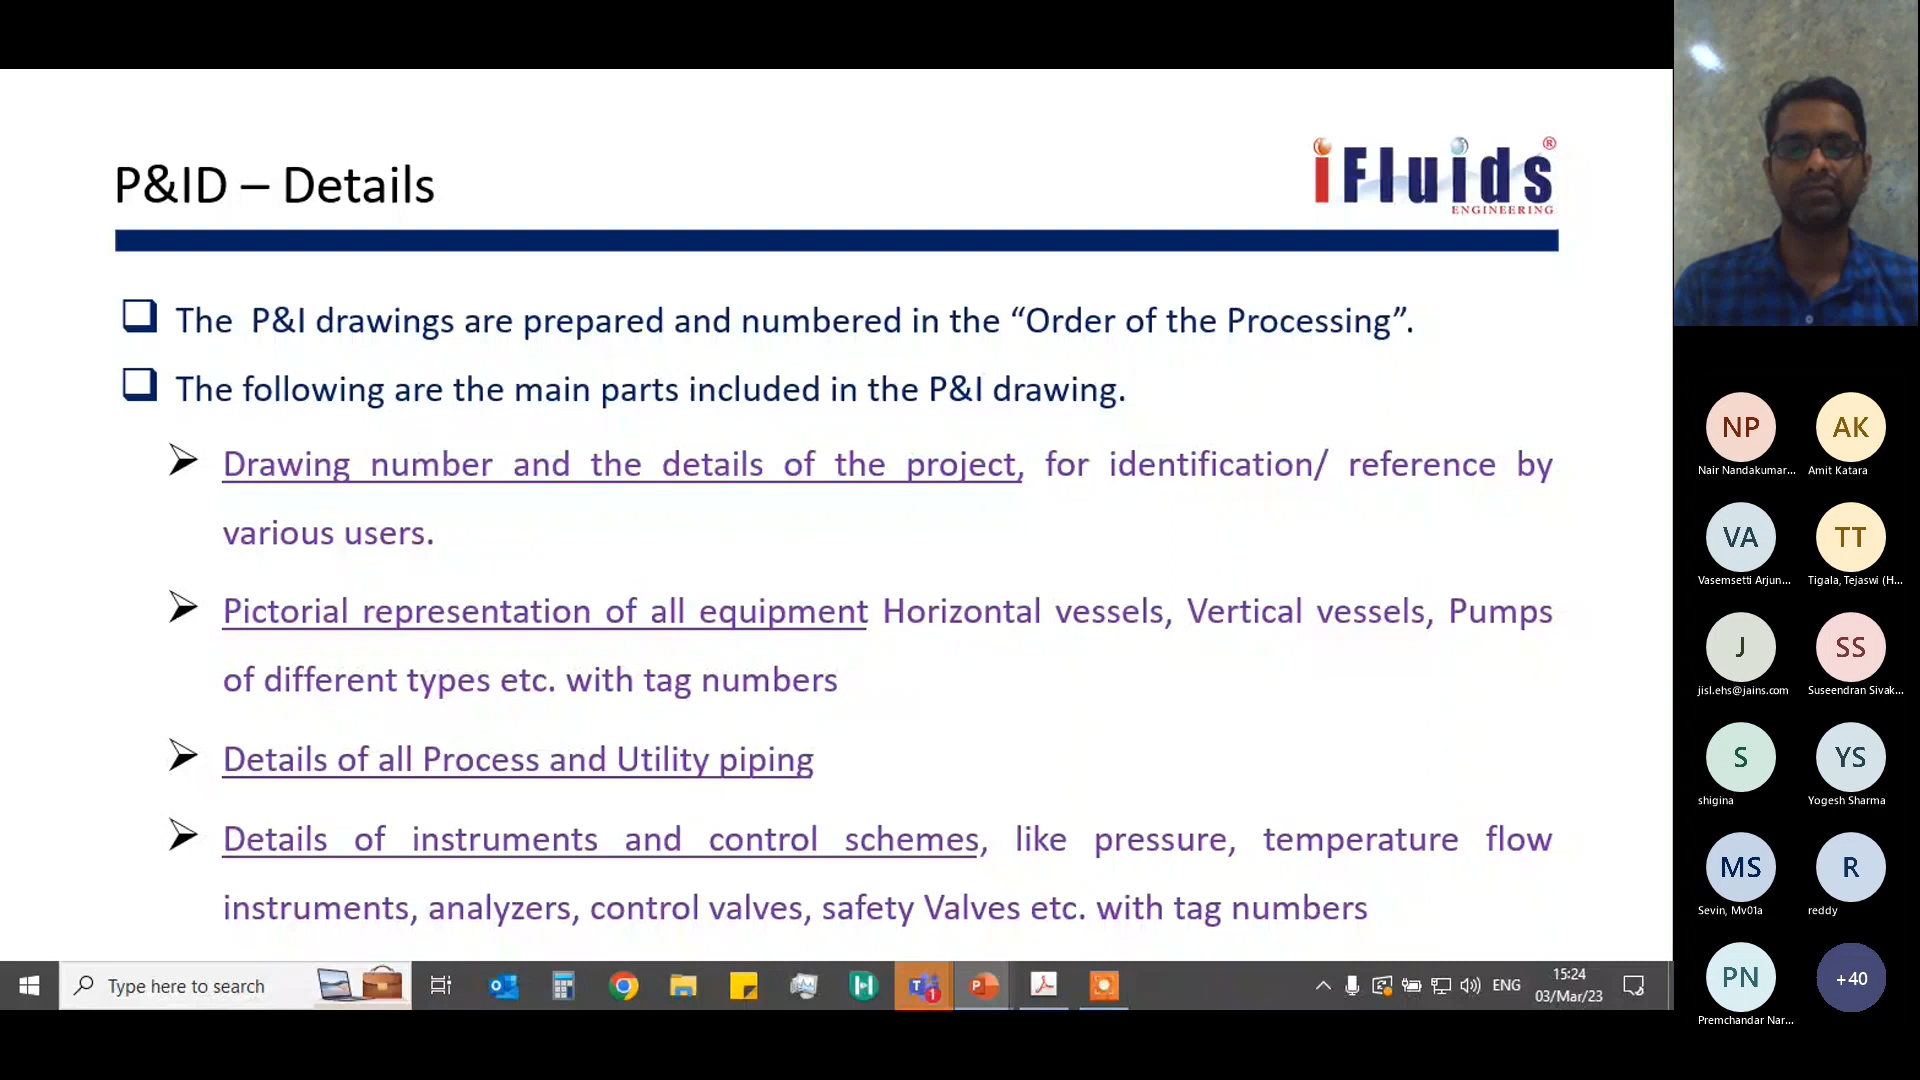 P&ID – Details
iFluids®
ENGINEERING
The P&I drawings are prepared and numbered in the “Order of the Processing”.
The following are the main parts included in the P&I drawing.
Drawing number and the details of the project, for identification/ reference by
various users.
Pictorial representation of all equipment Horizontal vessels, Vertical vessels, Pumps
of different types etc. with tag numbers
Details of all Process and Utility piping
Details of instruments and control schemes, like pressure, temperature flow
instruments, analyzers, control valves, safety Valves etc. with tag numbers
Type here to search
ENG
15:24
03/Mar/23
NP
AK
Nair Nandakumar...
Amit Katara
VA
TT
Vasemsetti Arjun...
Tigala, Tejaswi (H...
J
SS
jisl.ehs@jains.com
Suseendran Sivak...
S
YS
shigina
Yogesh Sharma
MS
R
Sevin, Mv01a
reddy
PN
+40
Premchandar Nar...